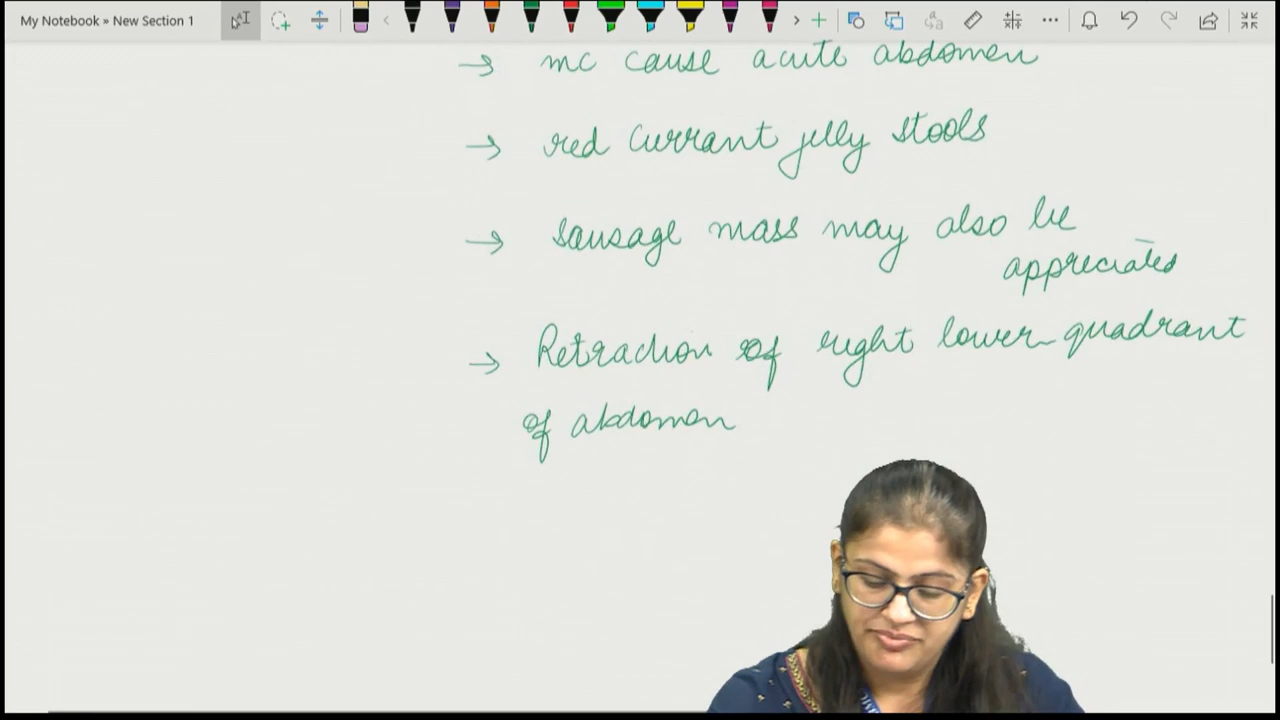 My Notebook » New Section 1
→ mc cause acute abdomen
→ red currant jelly stools
→ sausage mass may also be
appreciated
→ Retraction of right lower quadrant
of abdomen